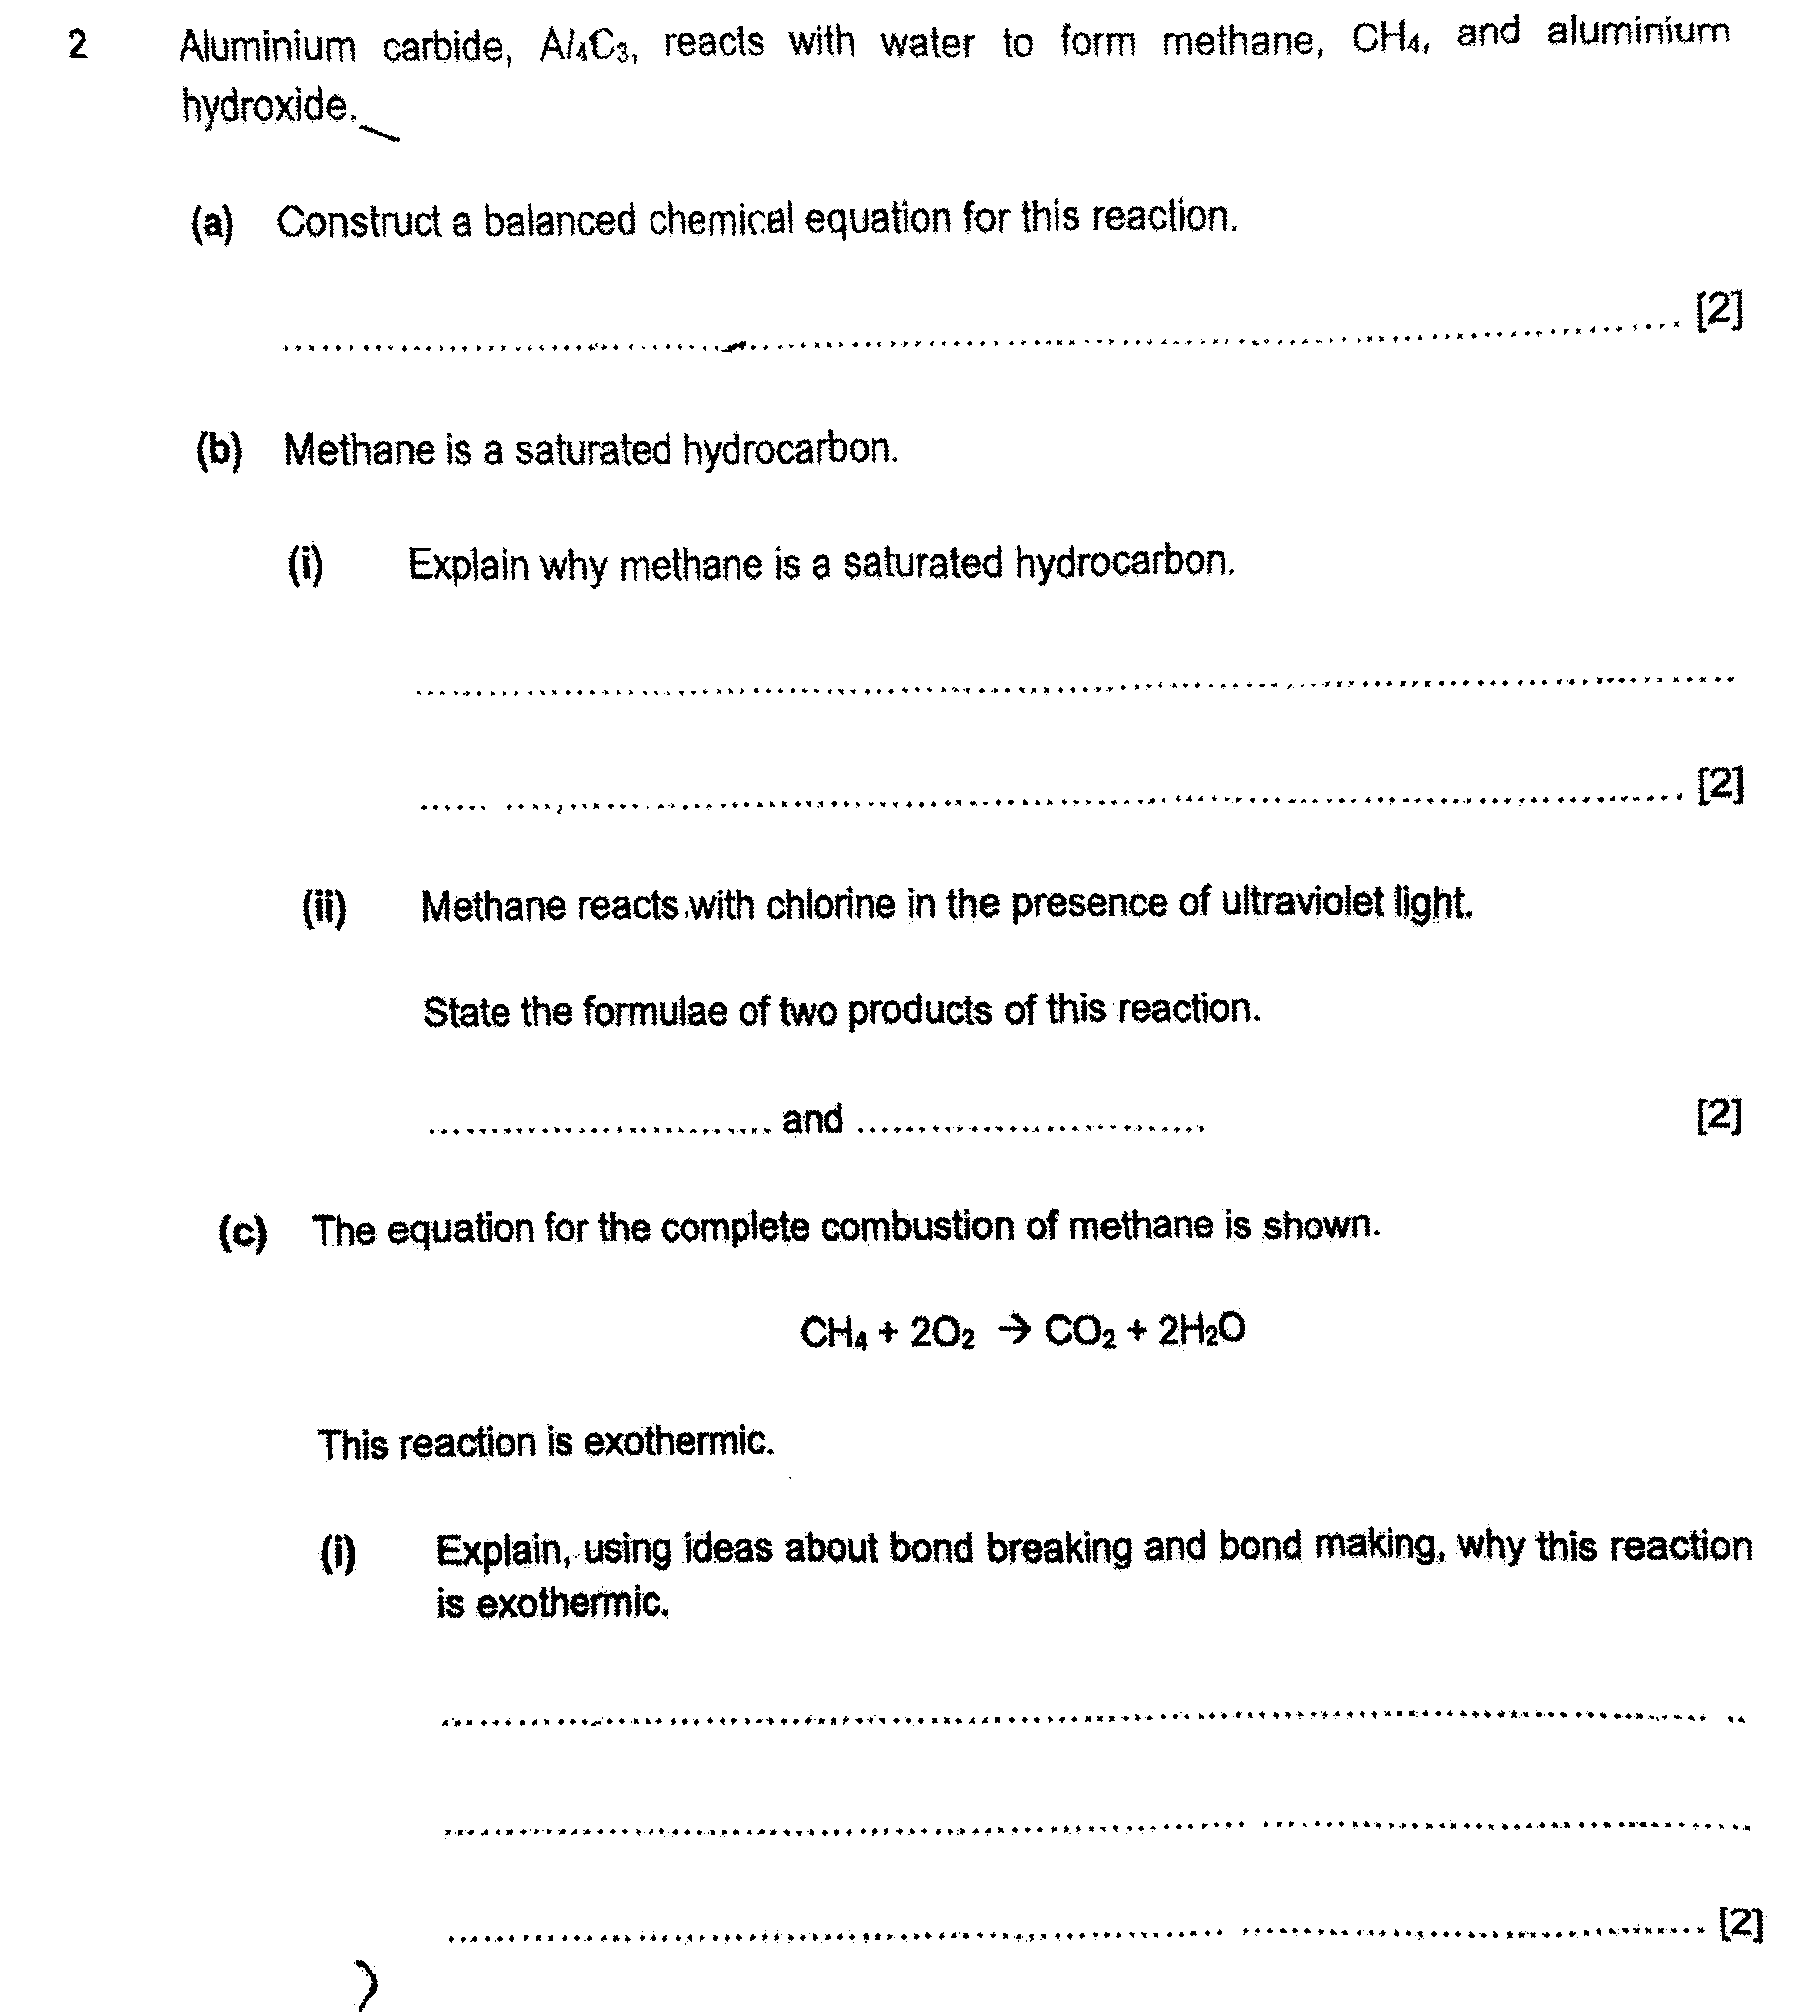 2 Aluminium carbide, Al₄C₃, reacts with water to form methane, CH₄, and aluminium
hydroxide.
(a) Construct a balanced chemical equation for this reaction.
[2]
(b) Methane is a saturated hydrocarbon.
(i) Explain why methane is a saturated hydrocarbon.
[2]
(ii) Methane reacts with chlorine in the presence of ultraviolet light.
State the formulae of two products of this reaction.
and [2]
(c) The equation for the complete combustion of methane is shown.
CH₄ + 2O₂ → CO₂ + 2H₂O
This reaction is exothermic.
(i) Explain, using ideas about bond breaking and bond making, why this reaction
is exothermic.
[2]